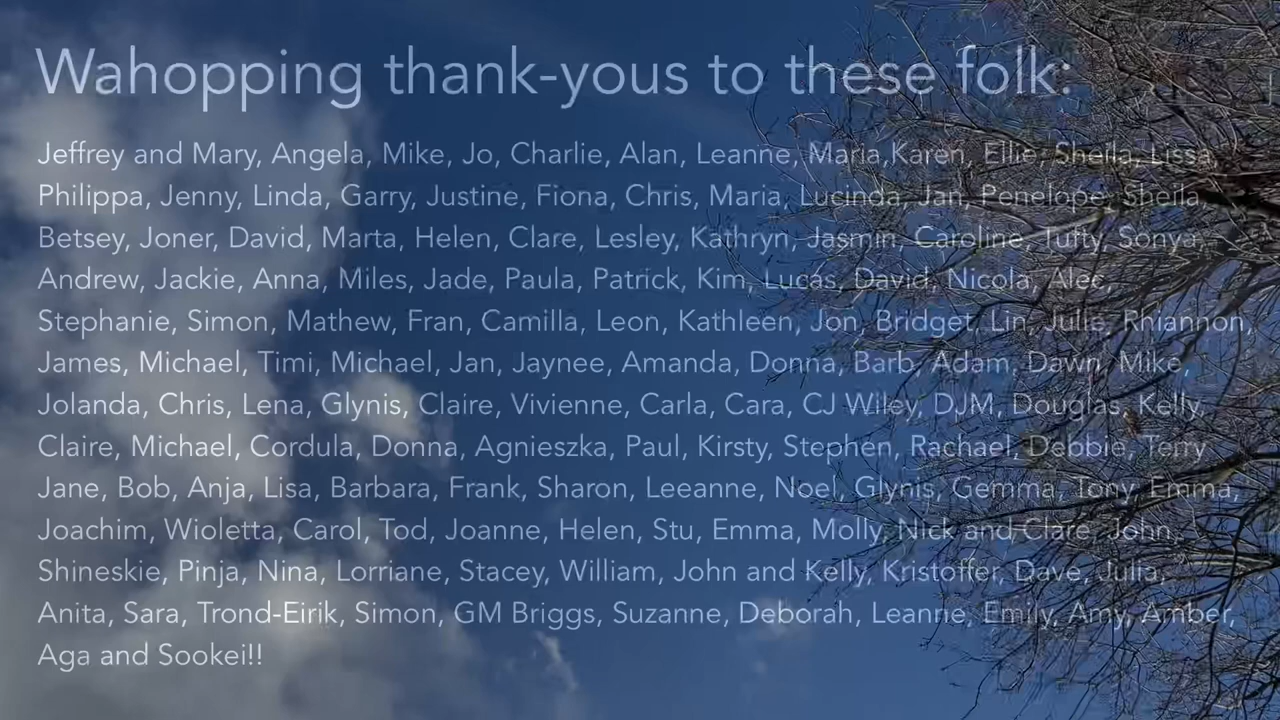 Wahopping thank-yous to these folk:
Jeffrey and Mary, Angela, Mike, Jo, Charlie, Alan, Leanne, Maria,Karen, Ellie, Sheila, Lissa,
Philippa, Jenny, Linda, Garry, Justine, Fiona, Chris, Maria, Lucinda, Jan, Penelope, Sheila,
Betsey, Joner, David, Marta, Helen, Clare, Lesley, Kathryn, Jasmin, Caroline, Tufty, Sonya,
Andrew, Jackie, Anna, Miles, Jade, Paula, Patrick, Kim, Lucas, David, Nicola, Alec,
Stephanie, Simon, Mathew, Fran, Camilla, Leon, Kathleen, Jon, Bridget, Lin, Julie, Rhiannon,
James, Michael, Timi, Michael, Jan, Jaynee, Amanda, Donna, Barb, Adam, Dawn, Mike,
Jolanda, Chris, Lena, Glynis, Claire, Vivienne, Carla, Cara, CJ Wiley, DJM, Douglas, Kelly,
Claire, Michael, Cordula, Donna, Agnieszka, Paul, Kirsty, Stephen, Rachael, Debbie, Terry
Jane, Bob, Anja, Lisa, Barbara, Frank, Sharon, Leeanne, Noel, Glynis, Gemma, Tony, Emma,
Joachim, Wioletta, Carol, Tod, Joanne, Helen, Stu, Emma, Molly, Nick and Clare, John,
Shineskie, Pinja, Nina, Lorriane, Stacey, William, John and Kelly, Kristoffer, Dave, Julia,
Anita, Sara, Trond-Eirik, Simon, GM Briggs, Suzanne, Deborah, Leanne, Emily, Amy, Amber,
Aga and Sookei!!